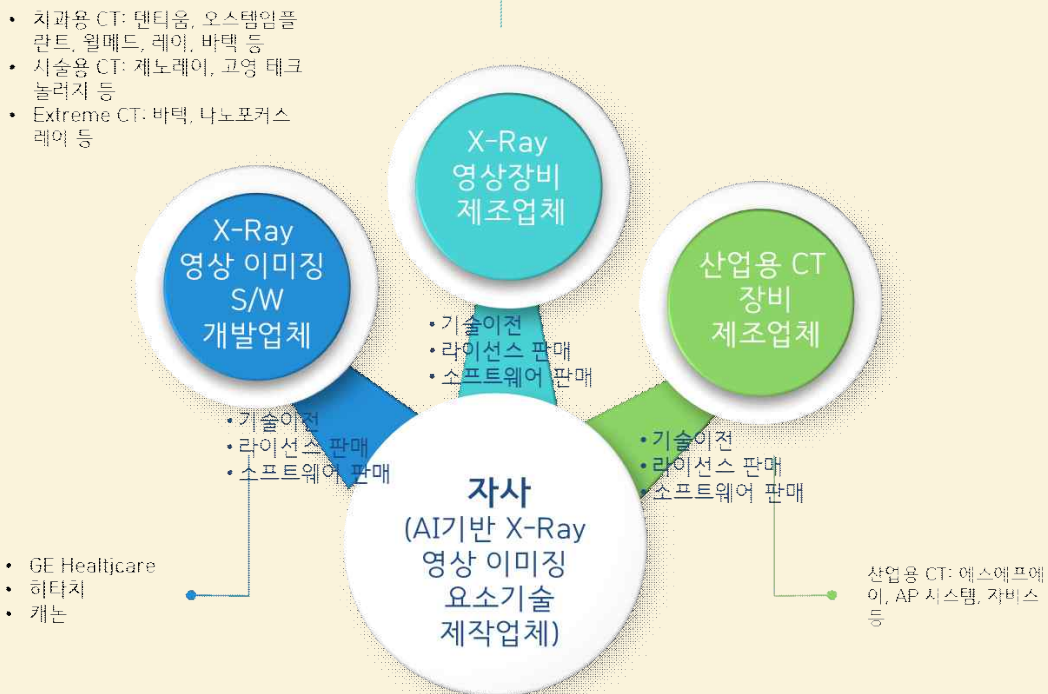 • 치과용 CT: 덴티움, 오스템임플
란트, 윌메드, 레이, 바텍 등
• 시술용 CT: 제노레이, 고영 테크
놀러지 등
• Extreme CT: 바텍, 나노포커스
레이 등
X-Ray
영상장비
제조업체
X-Ray
영상 이미징
S/W
개발업체
산업용 CT
장비
제조업체
• 기술이전
• 라이선스 판매
• 소프트웨어 판매
• 기술이전
• 라이선스 판매
• 소프트웨어 판매
• 기술이전
• 라이선스 판매
• 소프트웨어 판매
자사
(AI기반 X-Ray
영상 이미징
요소기술
제작업체)
• GE Healtjcare
• 히타치
• 캐논
산업용 CT: 에스에프에
이, AP 시스템, 자비스
등